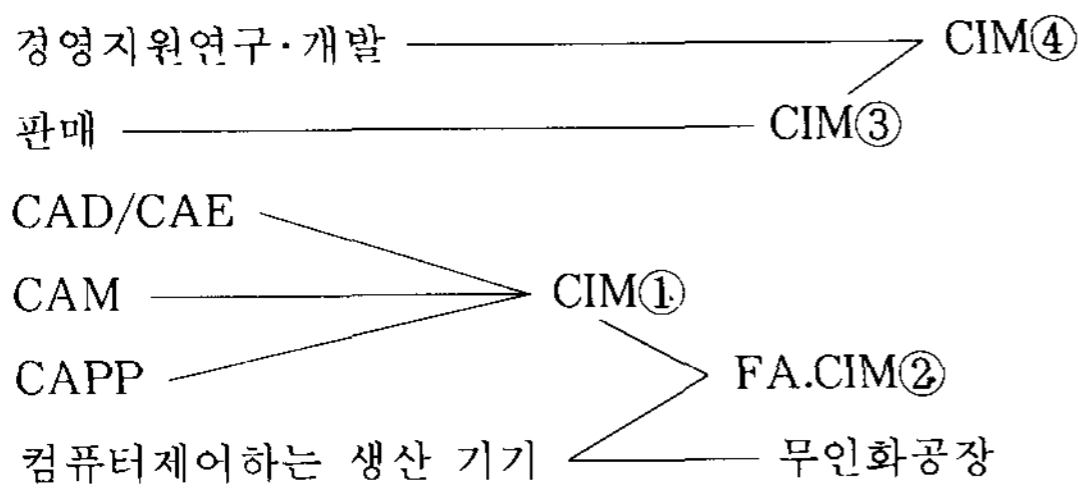 경영지원연구·개발 CIM④
판매 CIM③
CAD/CAE
CAM CIM①
CAPP FA.CIM②
컴퓨터제어하는 생산 기기 무인화공장